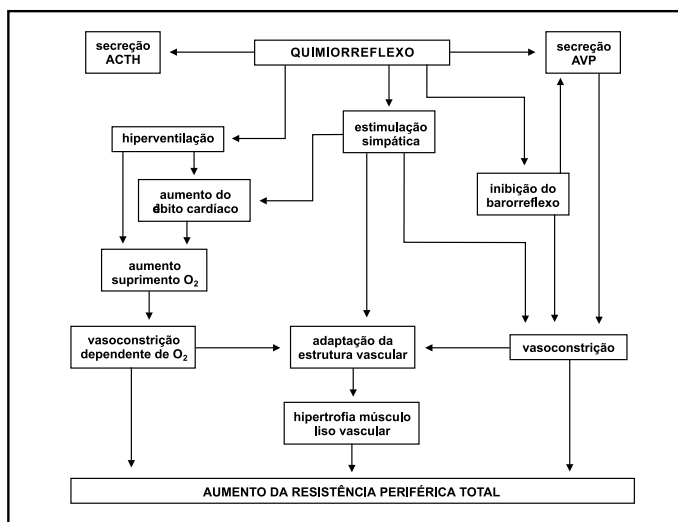 secreção
ACTH
QUIMIORREFLEXO
secreção
AVP
hiperventilação
estimulação
simpática
aumento do
débito cardíaco
inibição do
barorreflexo
aumento
suprimento O₂
vasoconstrição
dependente de O₂
adaptação da
estrutura vascular
vasoconstrição
hipertrofia músculo
liso vascular
AUMENTO DA RESISTÊNCIA PERIFÉRICA TOTAL